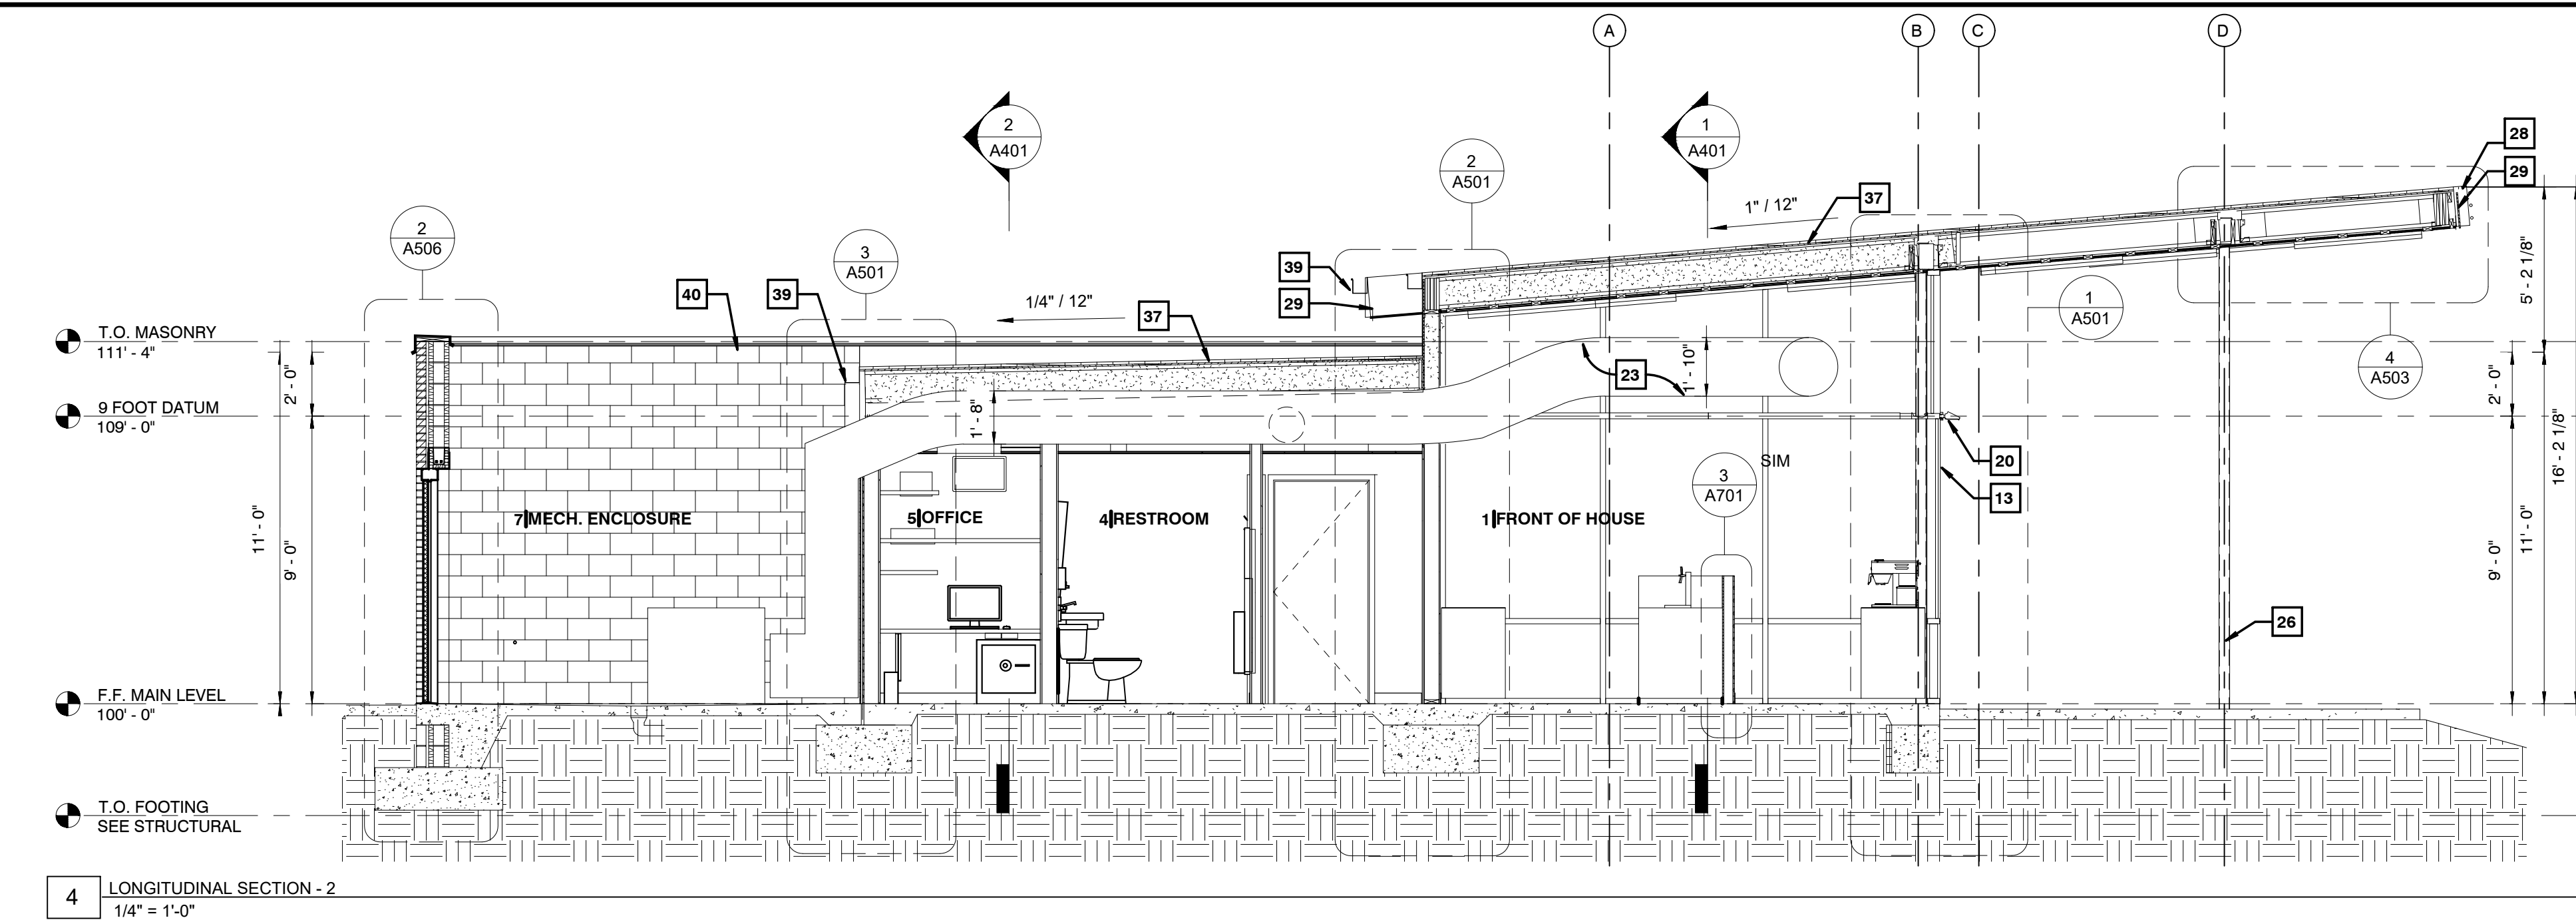 A
B
C
D
2
A401
1
A401
28
29
2
A501
37
1" / 12"
2
A506
3
A501
39
29
40
39
1/4" / 12"
37
1
A501
5' - 2 1/8"
T.O. MASONRY
111' - 4"
2' - 0"
23
1' - 10"
4
A503
2' - 0"
9 FOOT DATUM
109' - 0"
1' - 8"
16' - 2 1/8"
20
SIM
3
A701
13
7 MECH. ENCLOSURE
5 OFFICE
4 RESTROOM
1 FRONT OF HOUSE
11' - 0"
9' - 0"
9' - 0"
11' - 0"
26
F.F. MAIN LEVEL
100' - 0"
T.O. FOOTING
SEE STRUCTURAL
4
LONGITUDINAL SECTION - 2
1/4" = 1'-0"